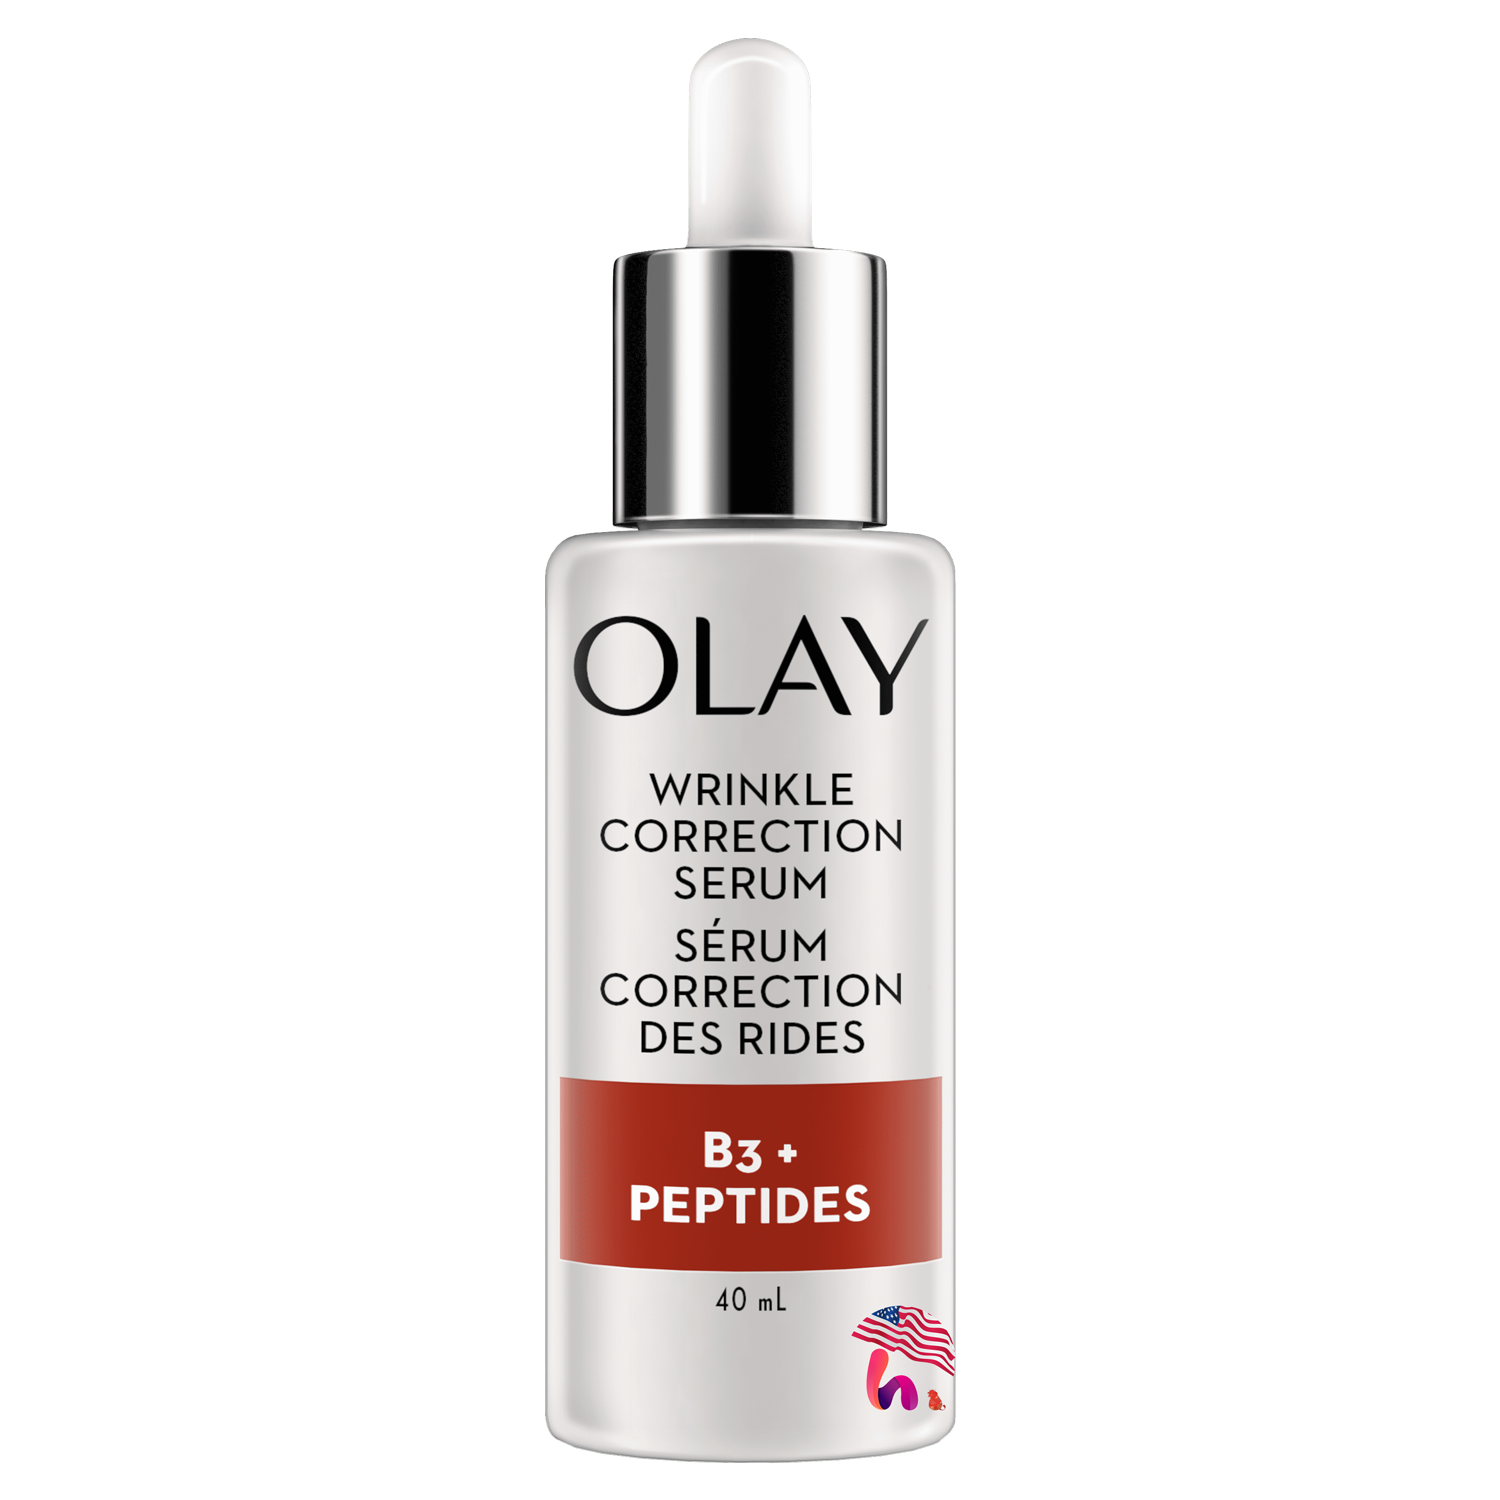 OLAY
WRINKLE
CORRECTION
SERUM
SÉRUM
CORRECTION
DES RIDES
B3 +
PEPTIDES
40 mL
h.